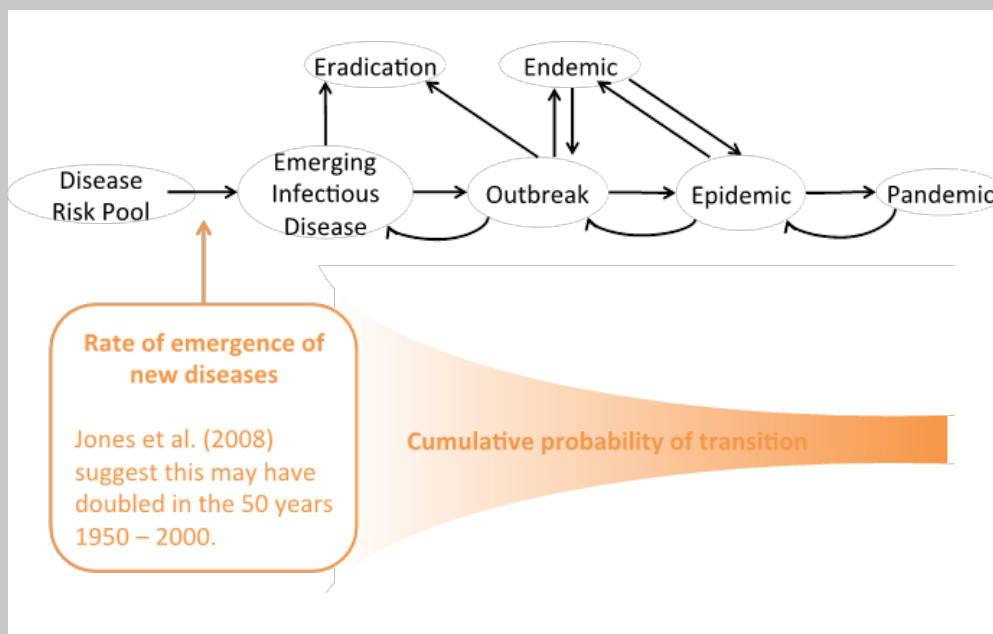 Eradication
Endemic
Disease
Risk Pool
Emerging
Infectious
Disease
Outbreak
Epidemic
Pandemic
Rate of emergence of
new diseases
Jones et al. (2008)
suggest this may have
doubled in the 50 years
1950 – 2000.
Cumulative probability of transition